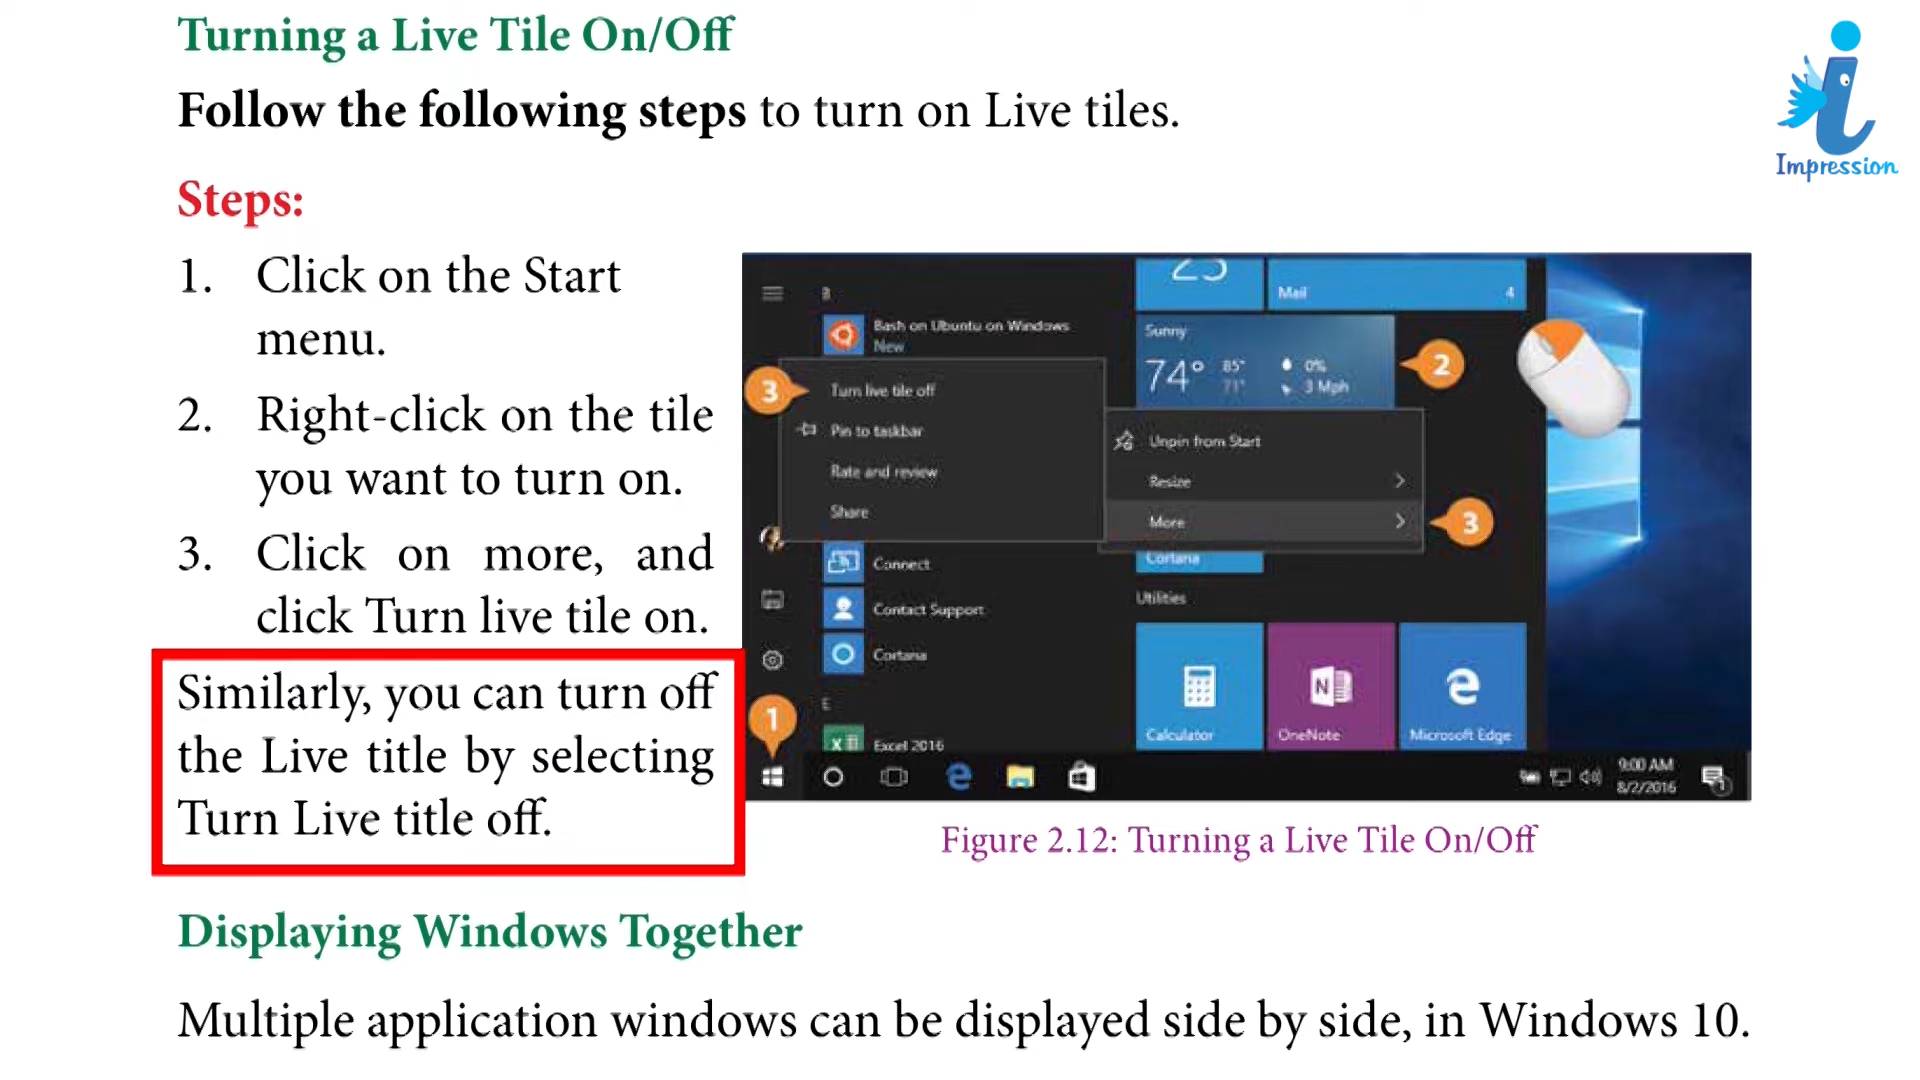 Turning a Live Tile On/Off
Follow the following steps to turn on Live tiles.
Impression
Steps:
1. Click on the Start
menu.
2. Right-click on the tile
you want to turn on.
3. Click on more, and
click Turn live tile on.
Similarly, you can turn off
the Live title by selecting
Turn Live title off.
B
Bash on Ubuntu on Windows
New
3
Turn live tile off
Pin to taskbar
Rate and review
Share
Connect
Contact Support
Cortana
E
1
Excel 2016
23
Mail 4
Sunny
74° 85° 0%
71° 3 Mph
2
Unpin from Start
Resize
More
3
Cortana
Utilities
Calculator
OneNote
Microsoft Edge
9:00 AM
8/2/2016
1
Figure 2.12: Turning a Live Tile On/Off
Displaying Windows Together
Multiple application windows can be displayed side by side, in Windows 10.